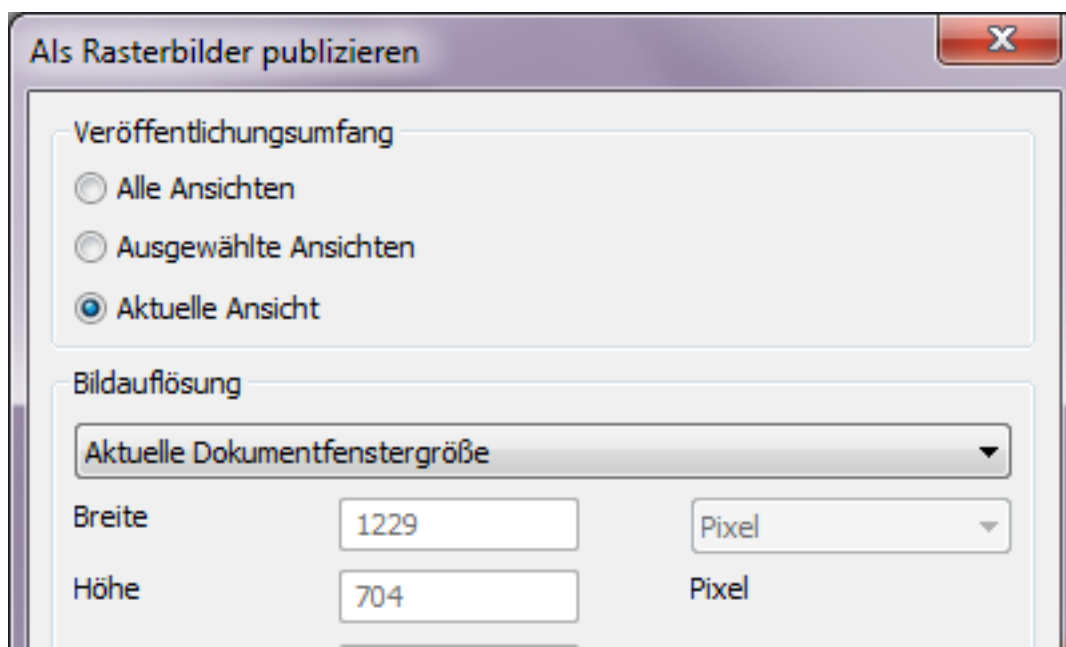 Als Rasterbilder publizieren
Veröffentlichungsumfang
Alle Ansichten
Ausgewählte Ansichten
Aktuelle Ansicht
Bildauflösung
Aktuelle Dokumentfenstergröße
Breite 1229 Pixel
Höhe 704 Pixel